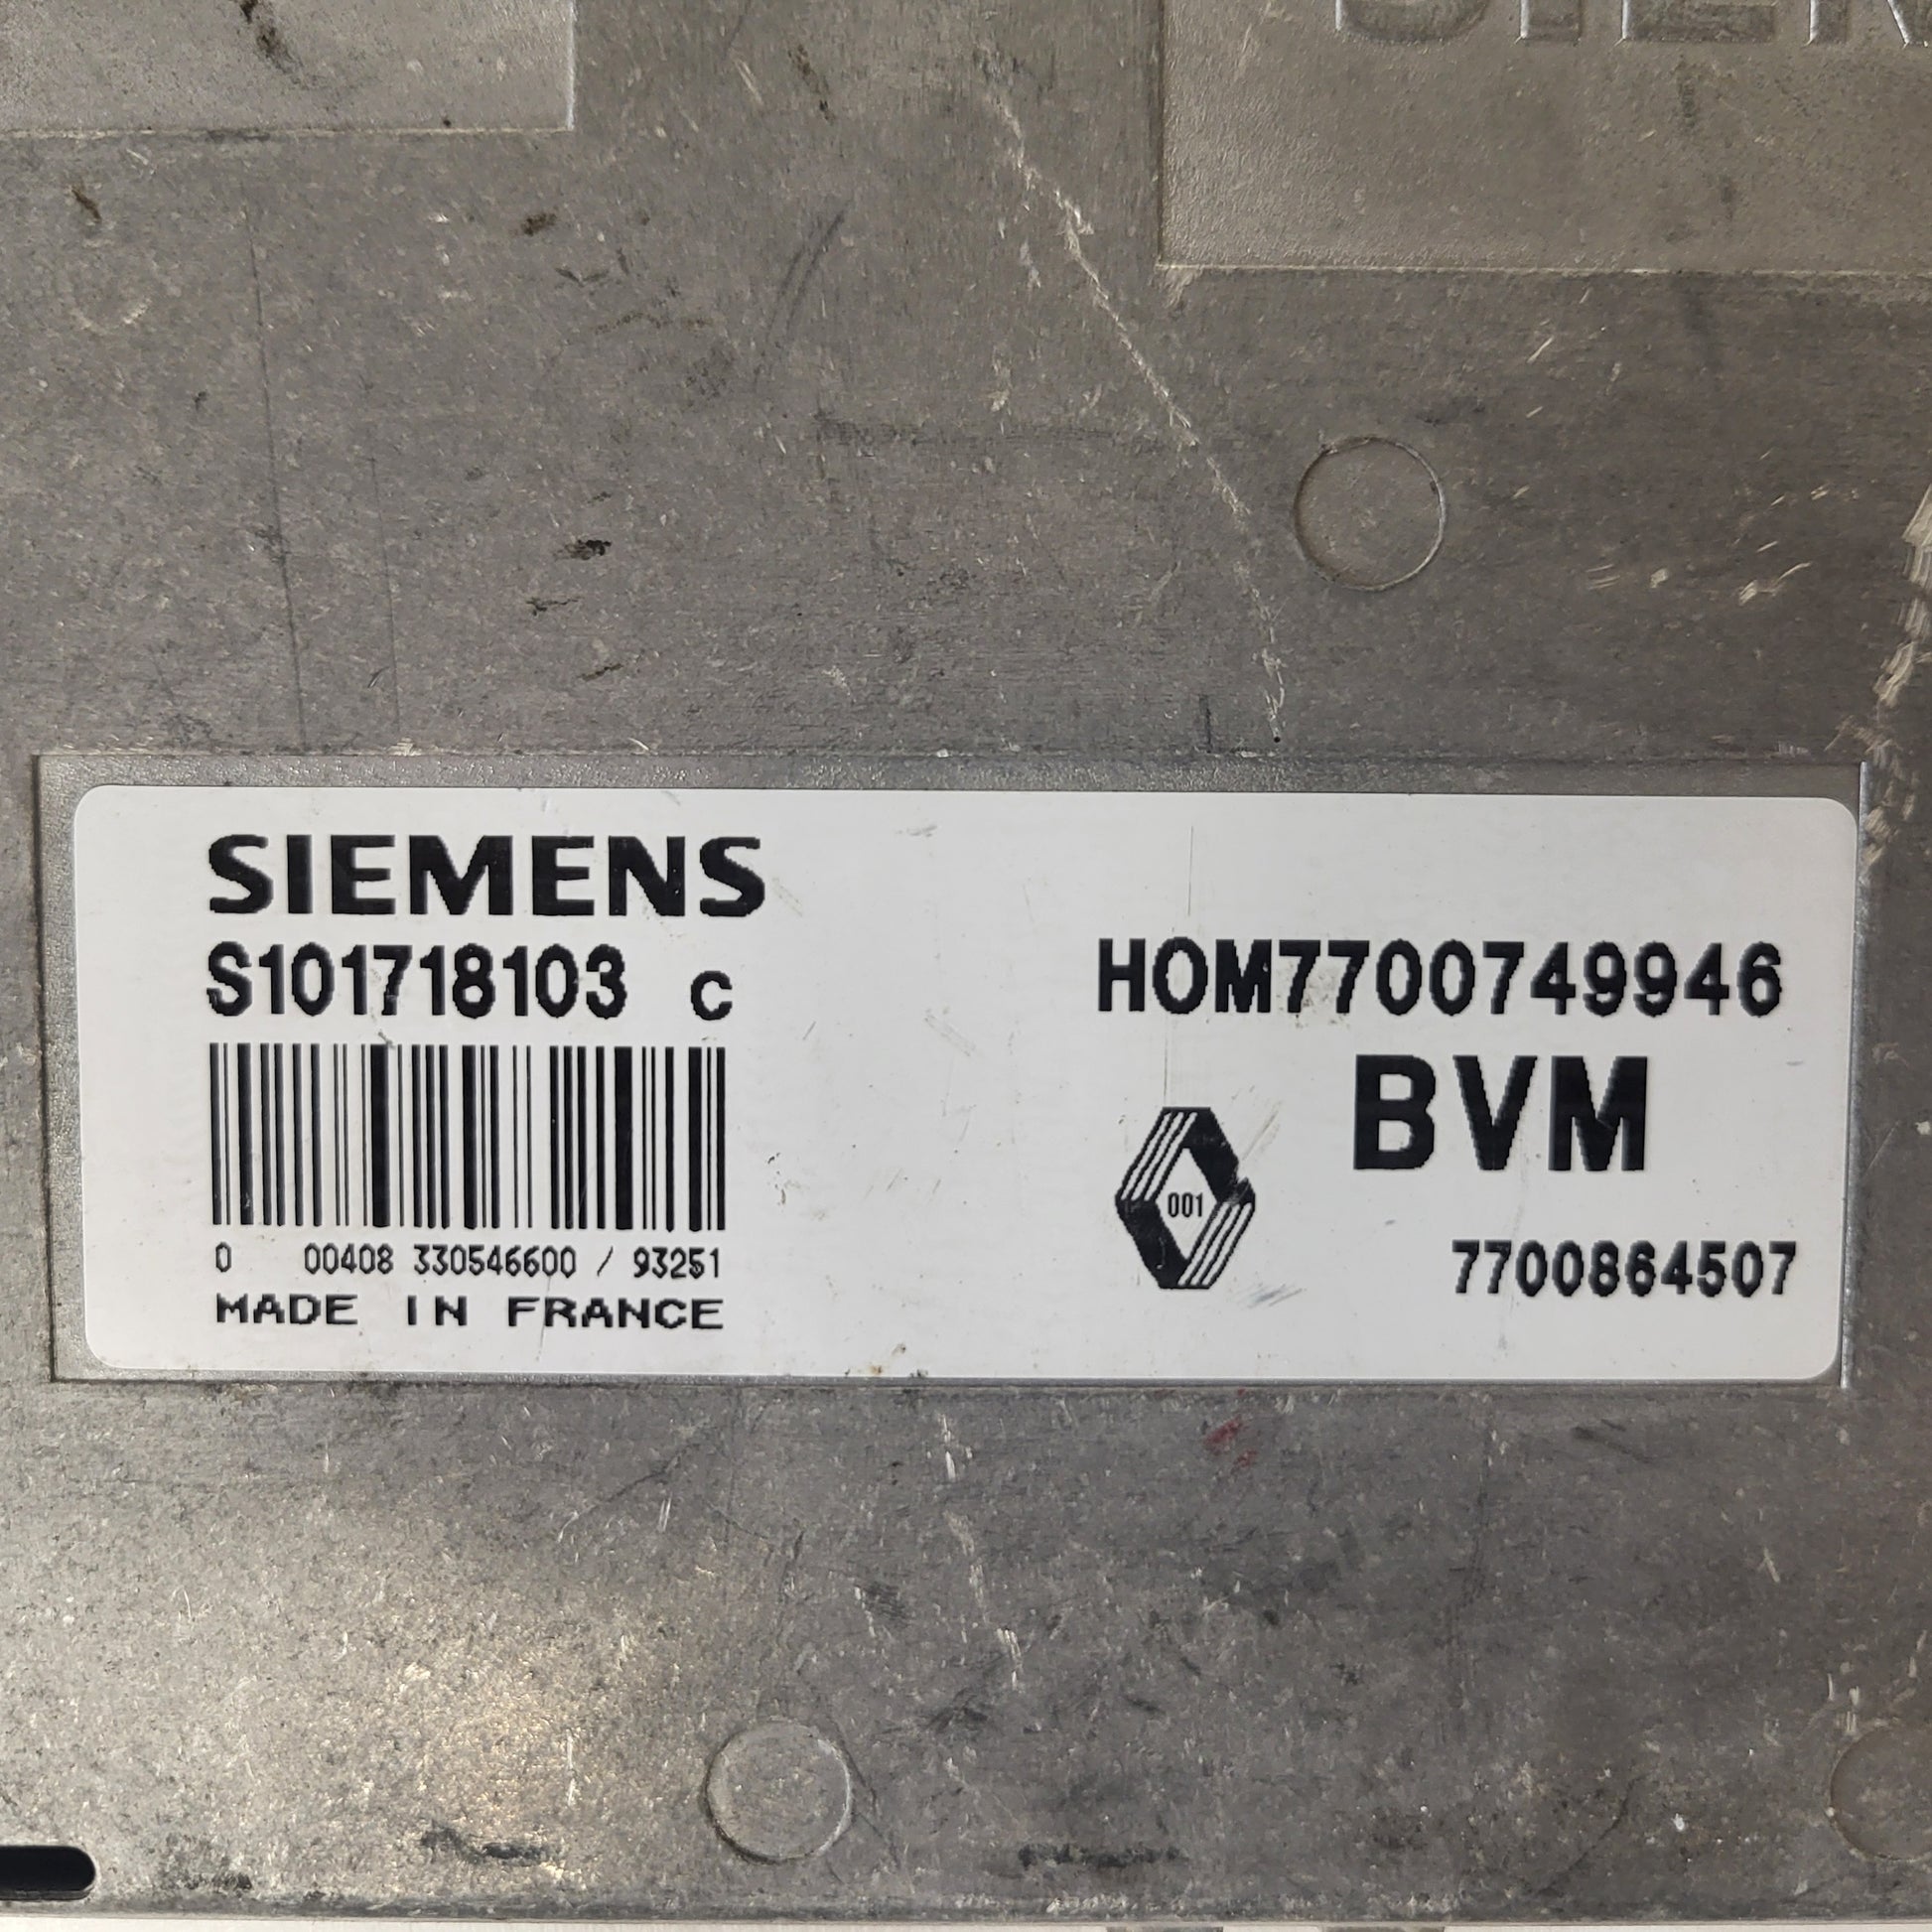 SIEMENS
S101718103 C
HOM7700749946
BVM
001
7700864507
0 00408 330546600 / 93251
MADE IN FRANCE